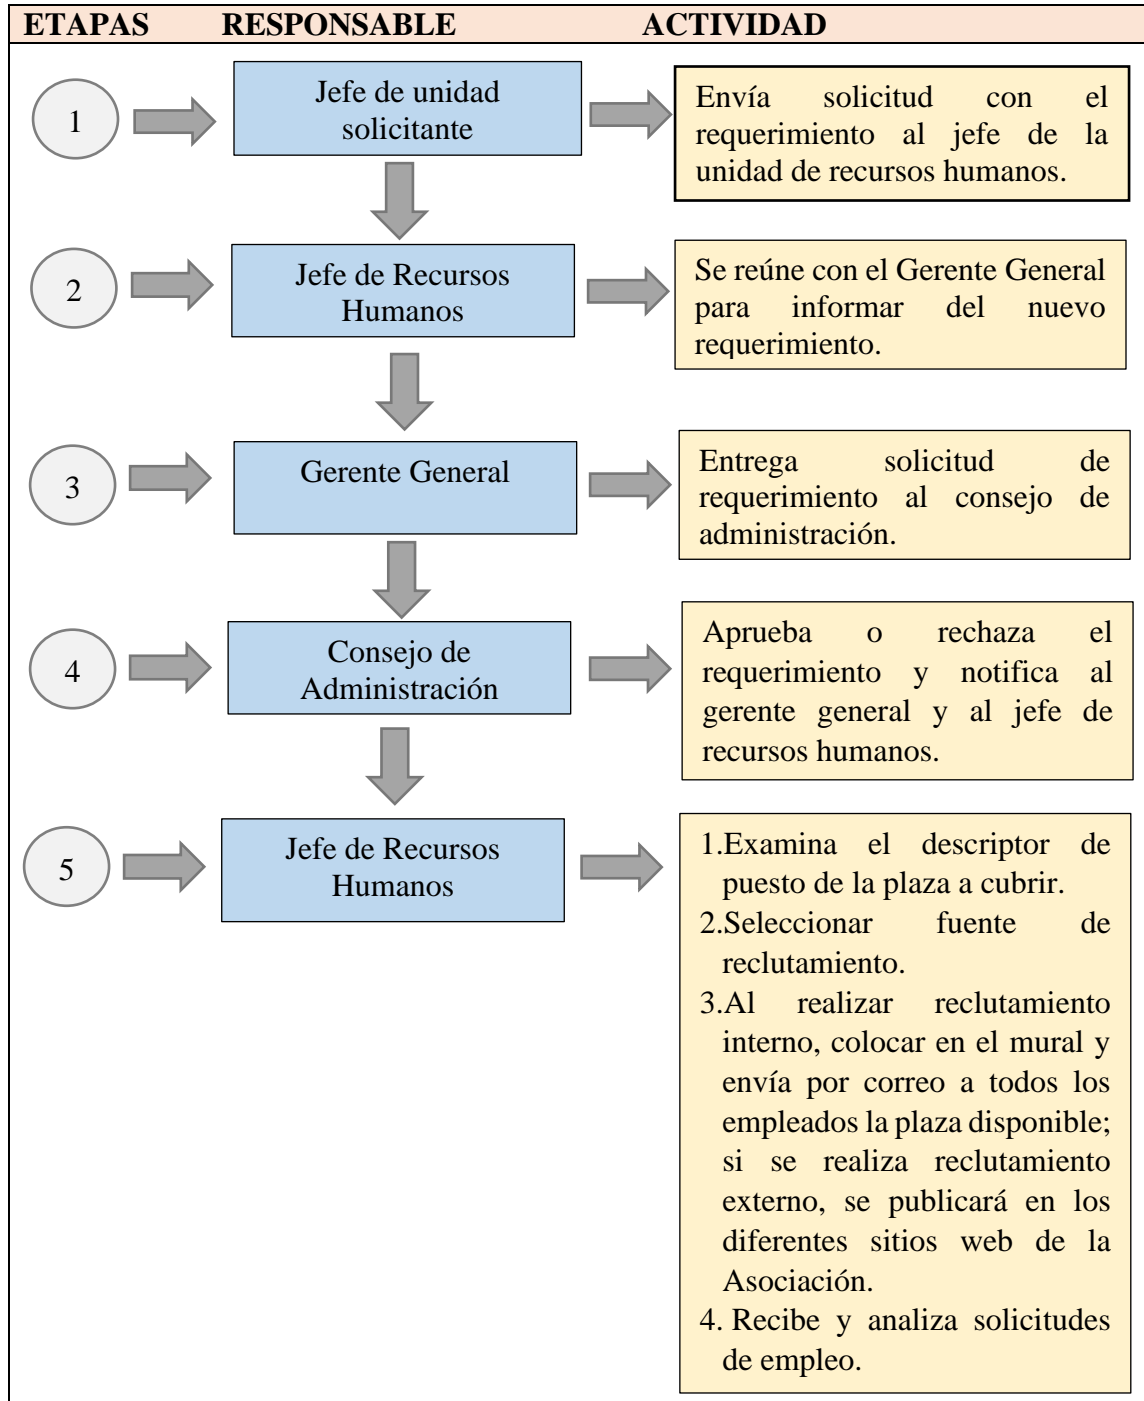 ETAPAS RESPONSABLE ACTIVIDAD
1
Jefe de unidad
solicitante
Envía solicitud con el
requerimiento al jefe de la
unidad de recursos humanos.
2
Jefe de Recursos
Humanos
Se reúne con el Gerente General
para informar del nuevo
requerimiento.
3
Gerente General
Entrega solicitud de
requerimiento al consejo de
administración.
4
Consejo de
Administración
Aprueba o rechaza el
requerimiento y notifica al
gerente general y al jefe de
recursos humanos.
5
Jefe de Recursos
Humanos
1.Examina el descriptor de
puesto de la plaza a cubrir.
2.Seleccionar fuente de
reclutamiento.
3.Al realizar reclutamiento
interno, colocar en el mural y
envía por correo a todos los
empleados la plaza disponible;
si se realiza reclutamiento
externo, se publicará en los
diferentes sitios web de la
Asociación.
4. Recibe y analiza solicitudes
de empleo.